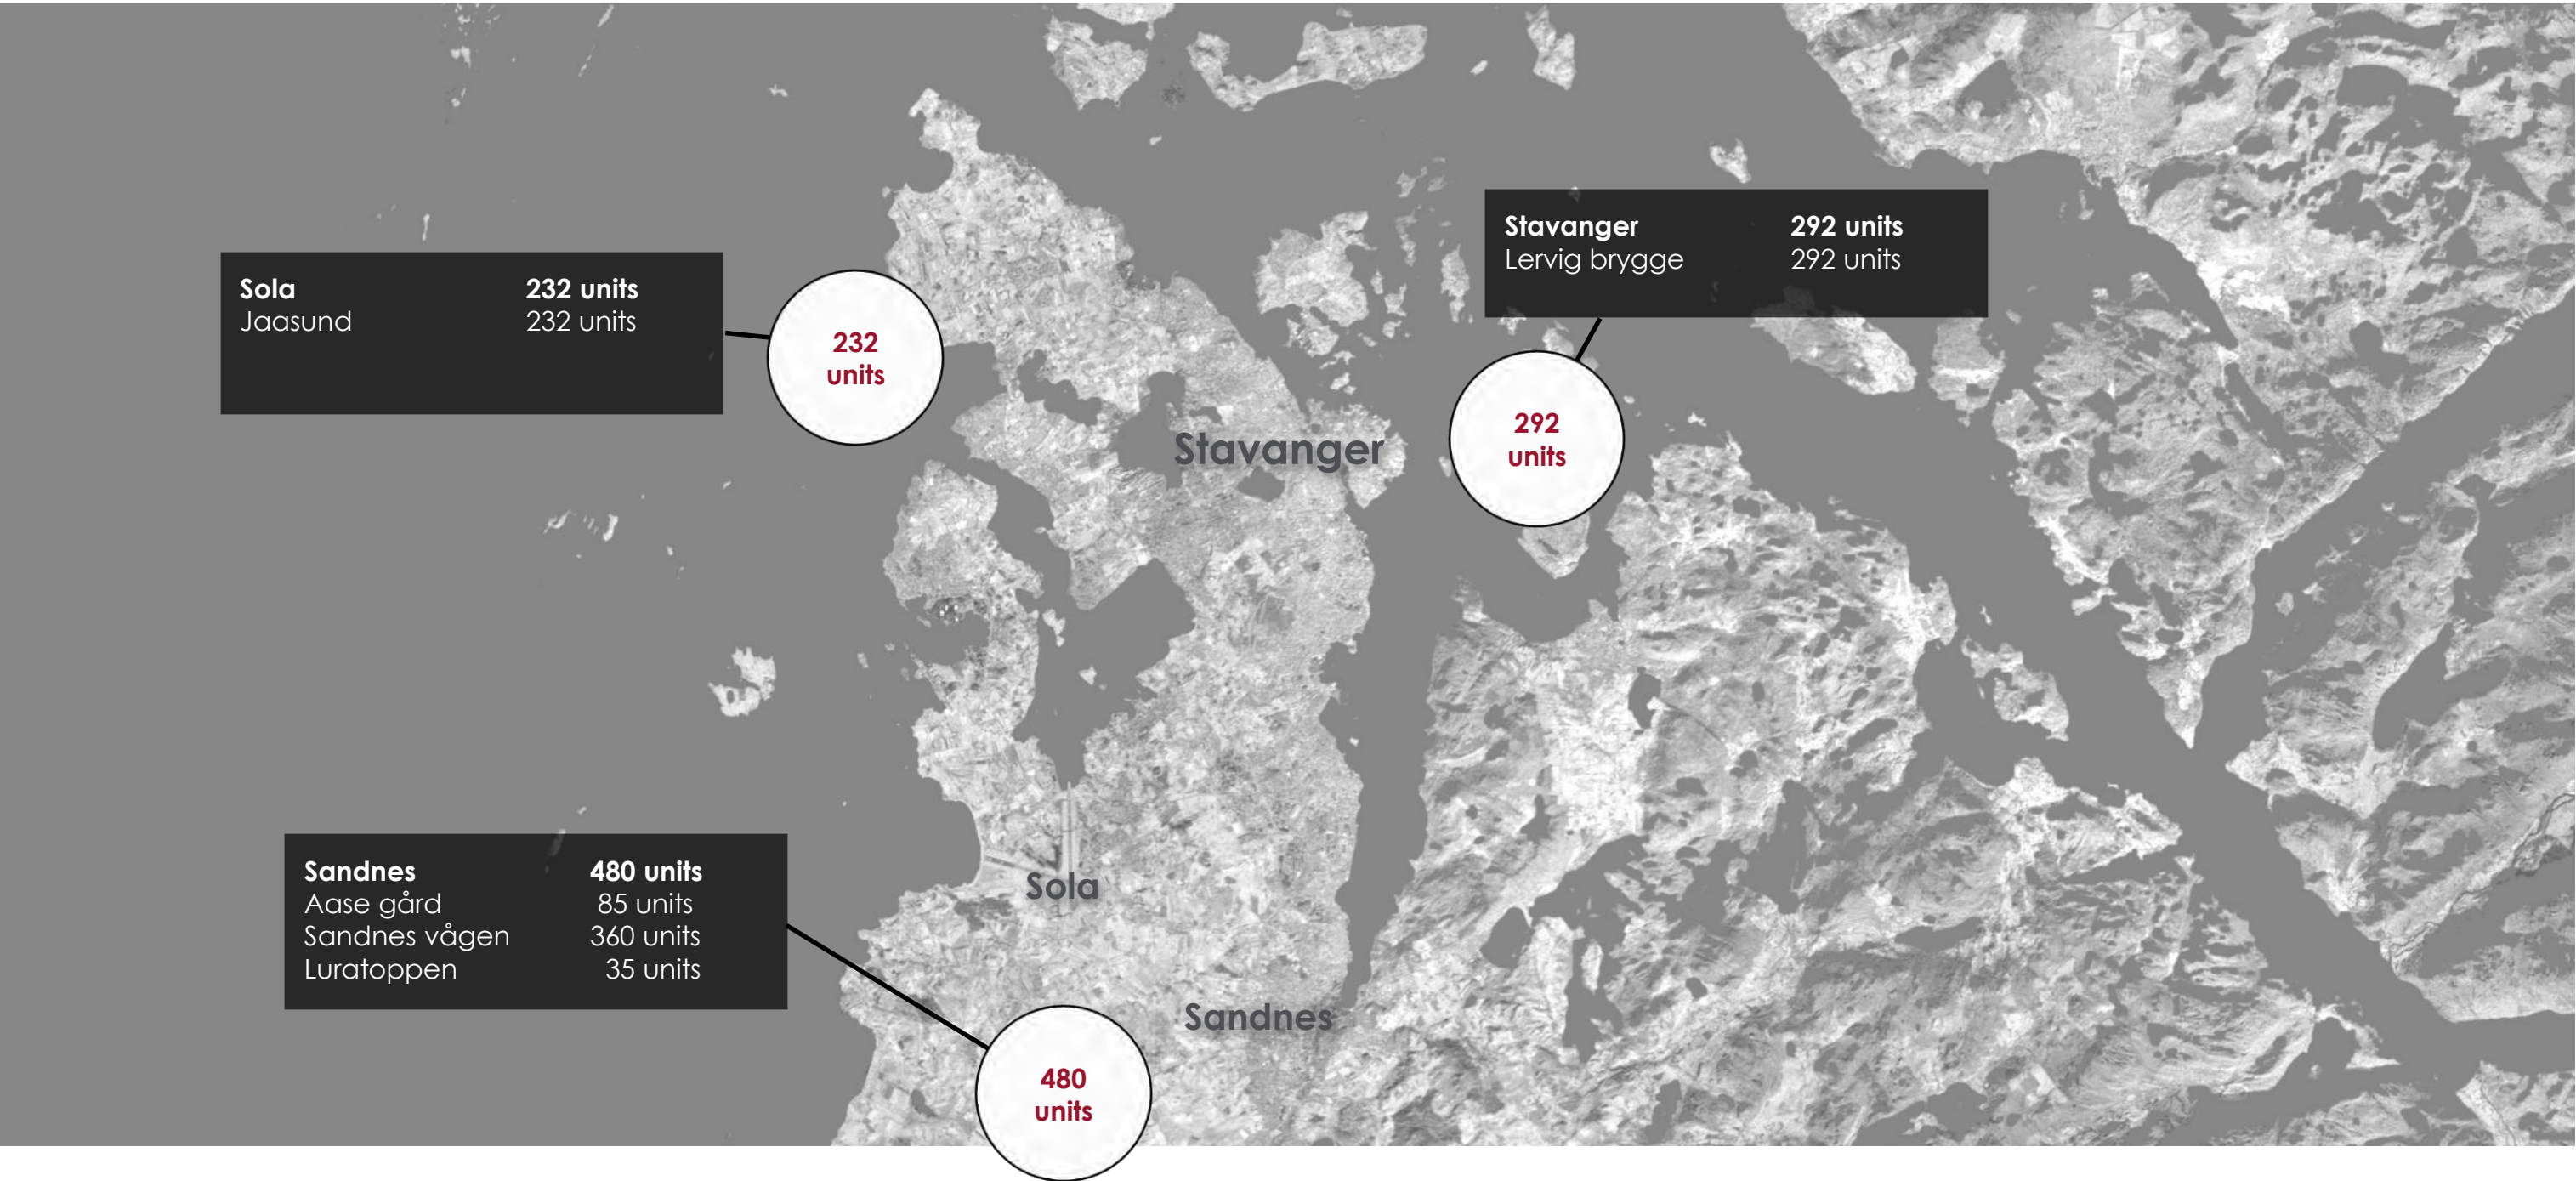 Stavanger 292 units
Lervig brygge 292 units
Sola 232 units
Jaasund 232 units
232
units
292
units
Stavanger
Sandnes 480 units
Aase gård 85 units
Sandnes vågen 360 units
Luratoppen 35 units
Sola
Sandnes
480
units